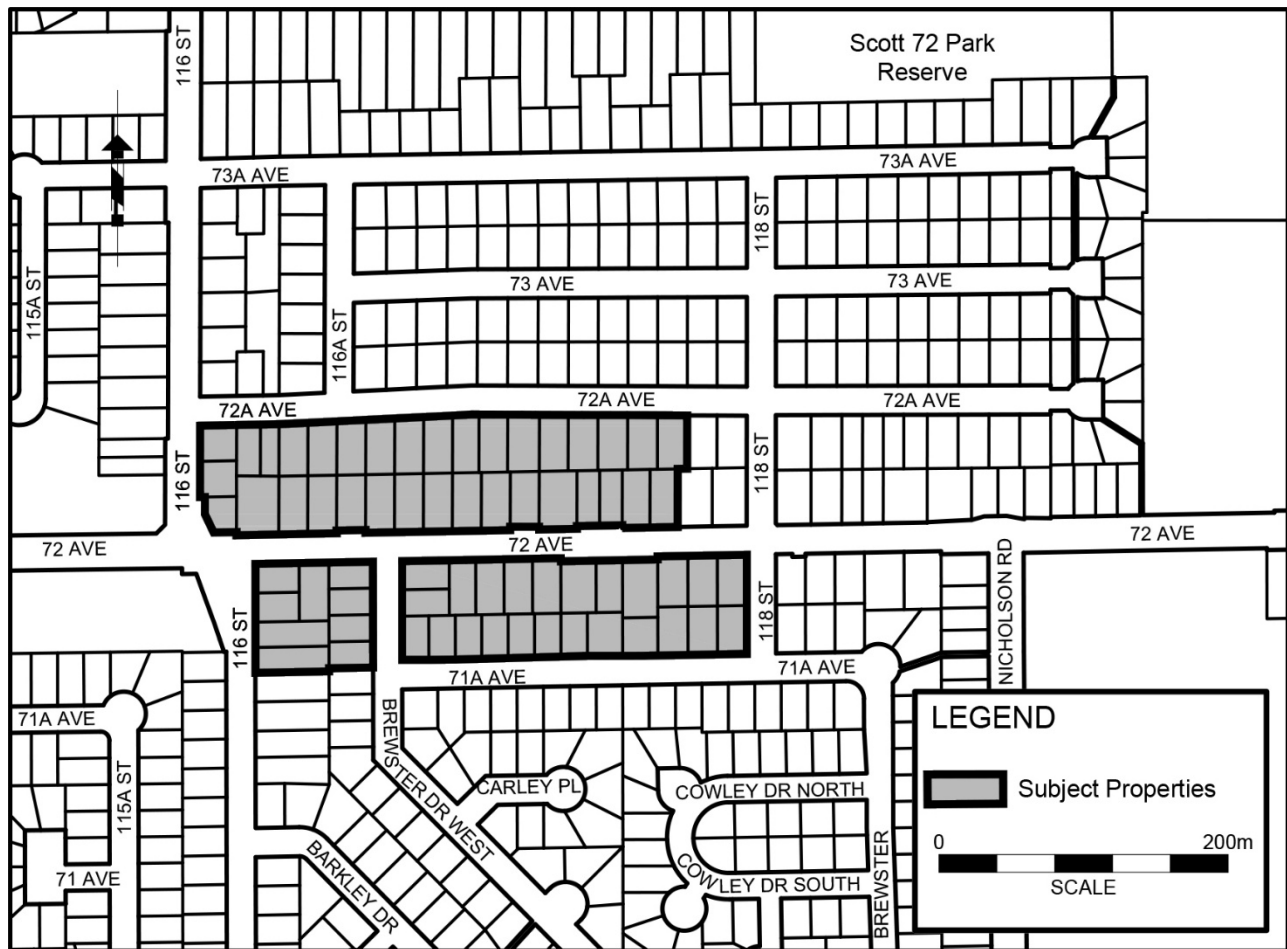 116 ST
Scott 72 Park
Reserve
73A AVE
73A AVE
115A ST
118 ST
73 AVE
73 AVE
116A ST
72A AVE
72A AVE
72A AVE
116 ST
118 ST
72 AVE
72 AVE
72 AVE
116 ST
118 ST
NICHOLSON RD
71A AVE
71A AVE
71A AVE
115A ST
BREWSTER DR WEST
CARLEY PL
COWLEY DR NORTH
BARKLEY DR
COWLEY DR SOUTH
71 AVE
BREWSTER
LEGEND
Subject Properties
0 200m
SCALE